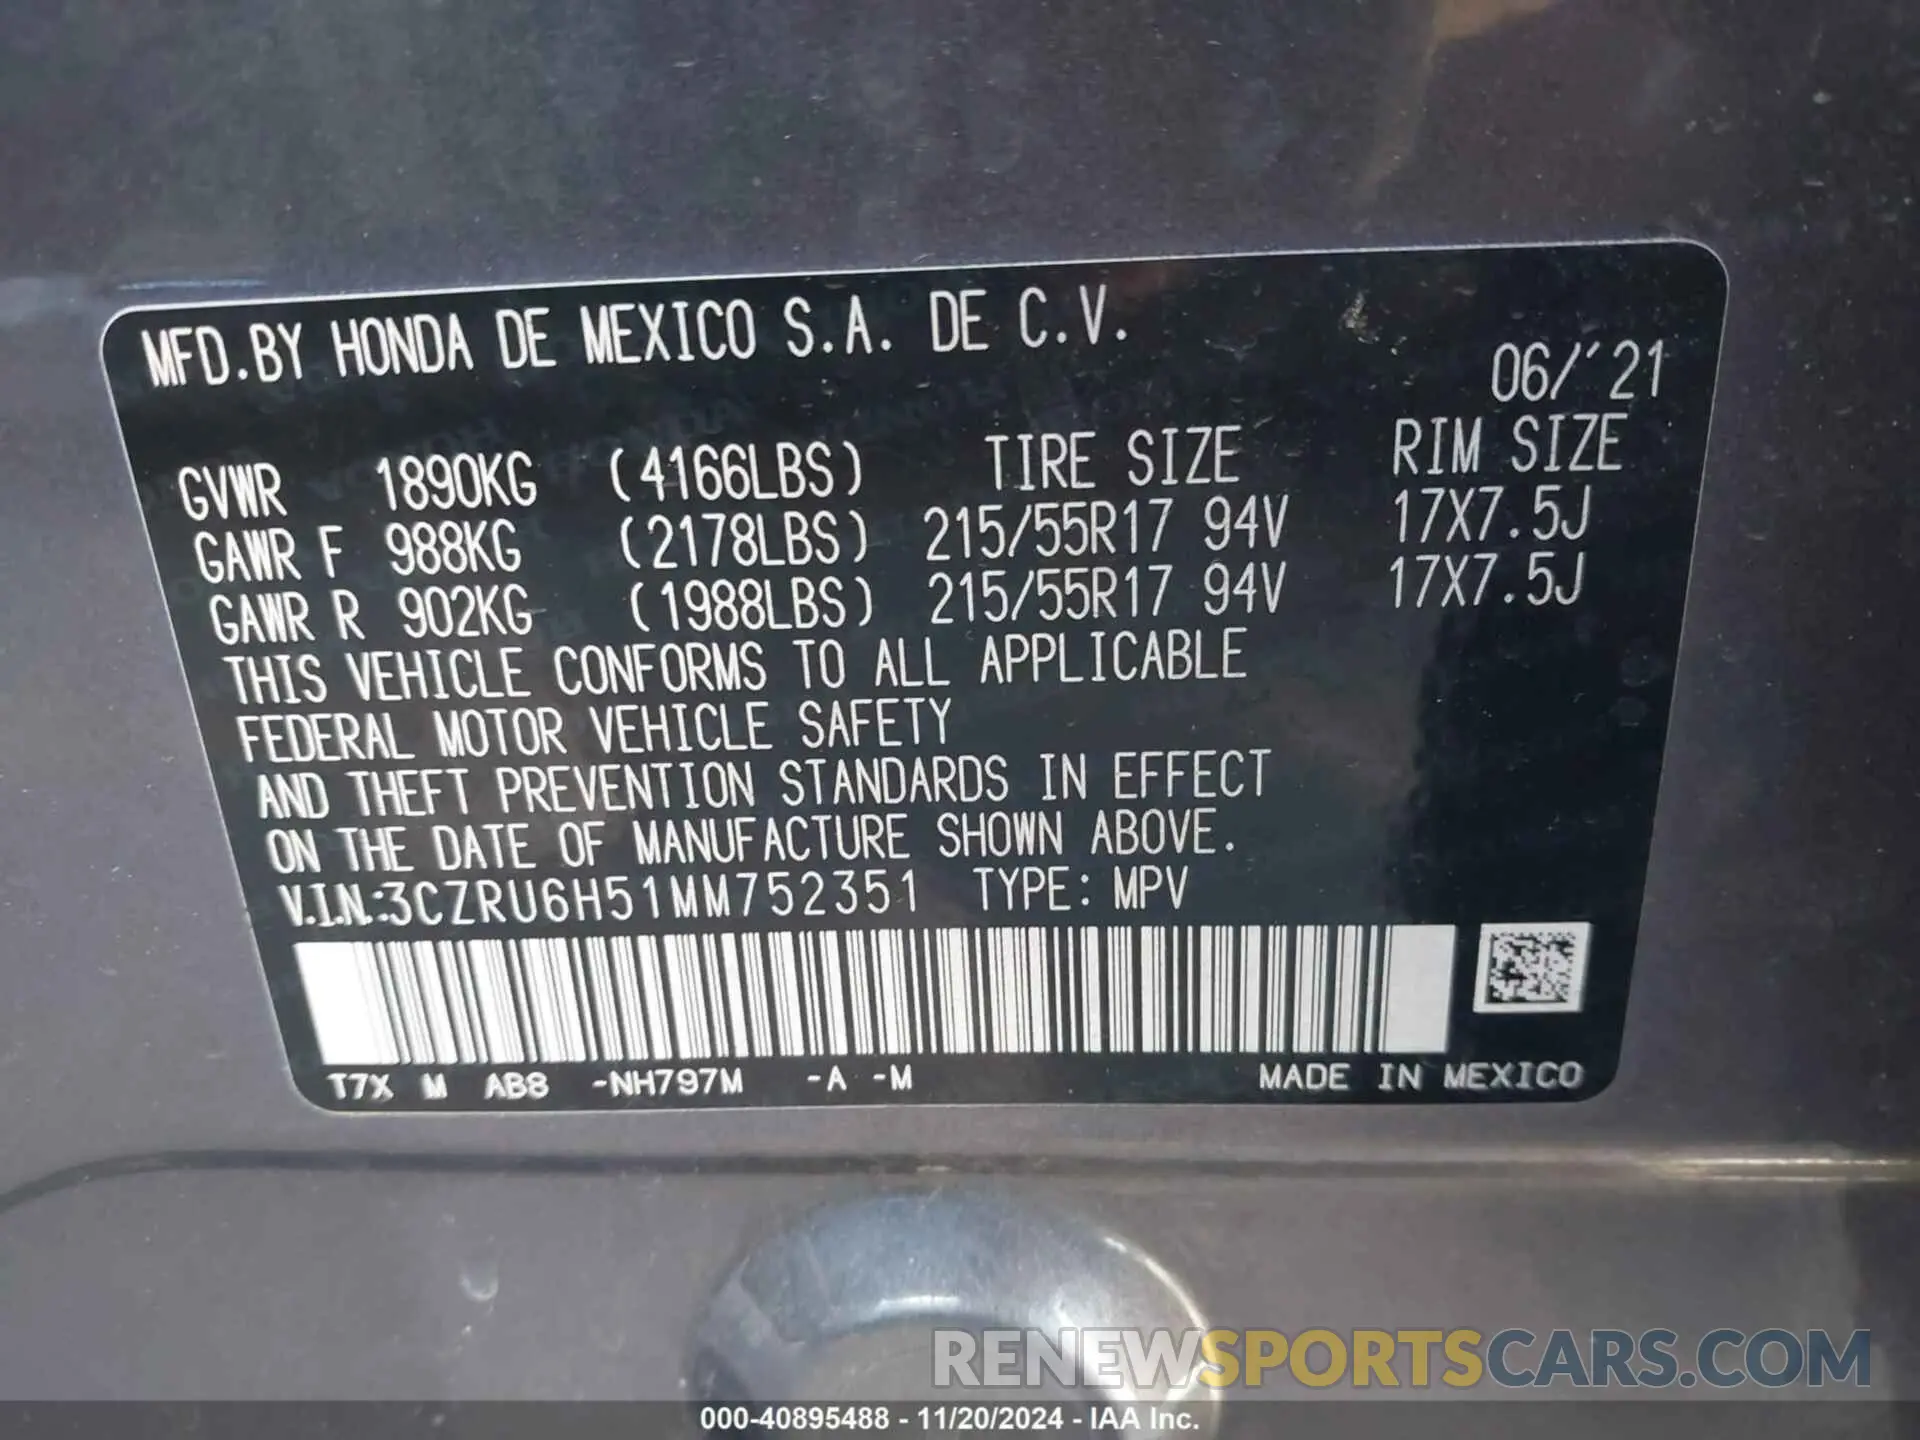 MFD.BY HONDA DE MEXICO S.A. DE C.V.
06/'21
GVWR 1890KG (4166LBS) TIRE SIZE RIM SIZE
GAWR F 988KG (2178LBS) 215/55R17 94V 17X7.5J
GAWR R 902KG (1988LBS) 215/55R17 94V 17X7.5J
THIS VEHICLE CONFORMS TO ALL APPLICABLE
FEDERAL MOTOR VEHICLE SAFETY
AND THEFT PREVENTION STANDARDS IN EFFECT
ON THE DATE OF MANUFACTURE SHOWN ABOVE.
V.I.N.:3CZRU6H51MM752351 TYPE: MPV
T7X M AB8 -NH797M -A -M MADE IN MEXICO
RENEWSPORTSCARS.COM
000-40895488 - 11/20/2024 - IAA Inc.